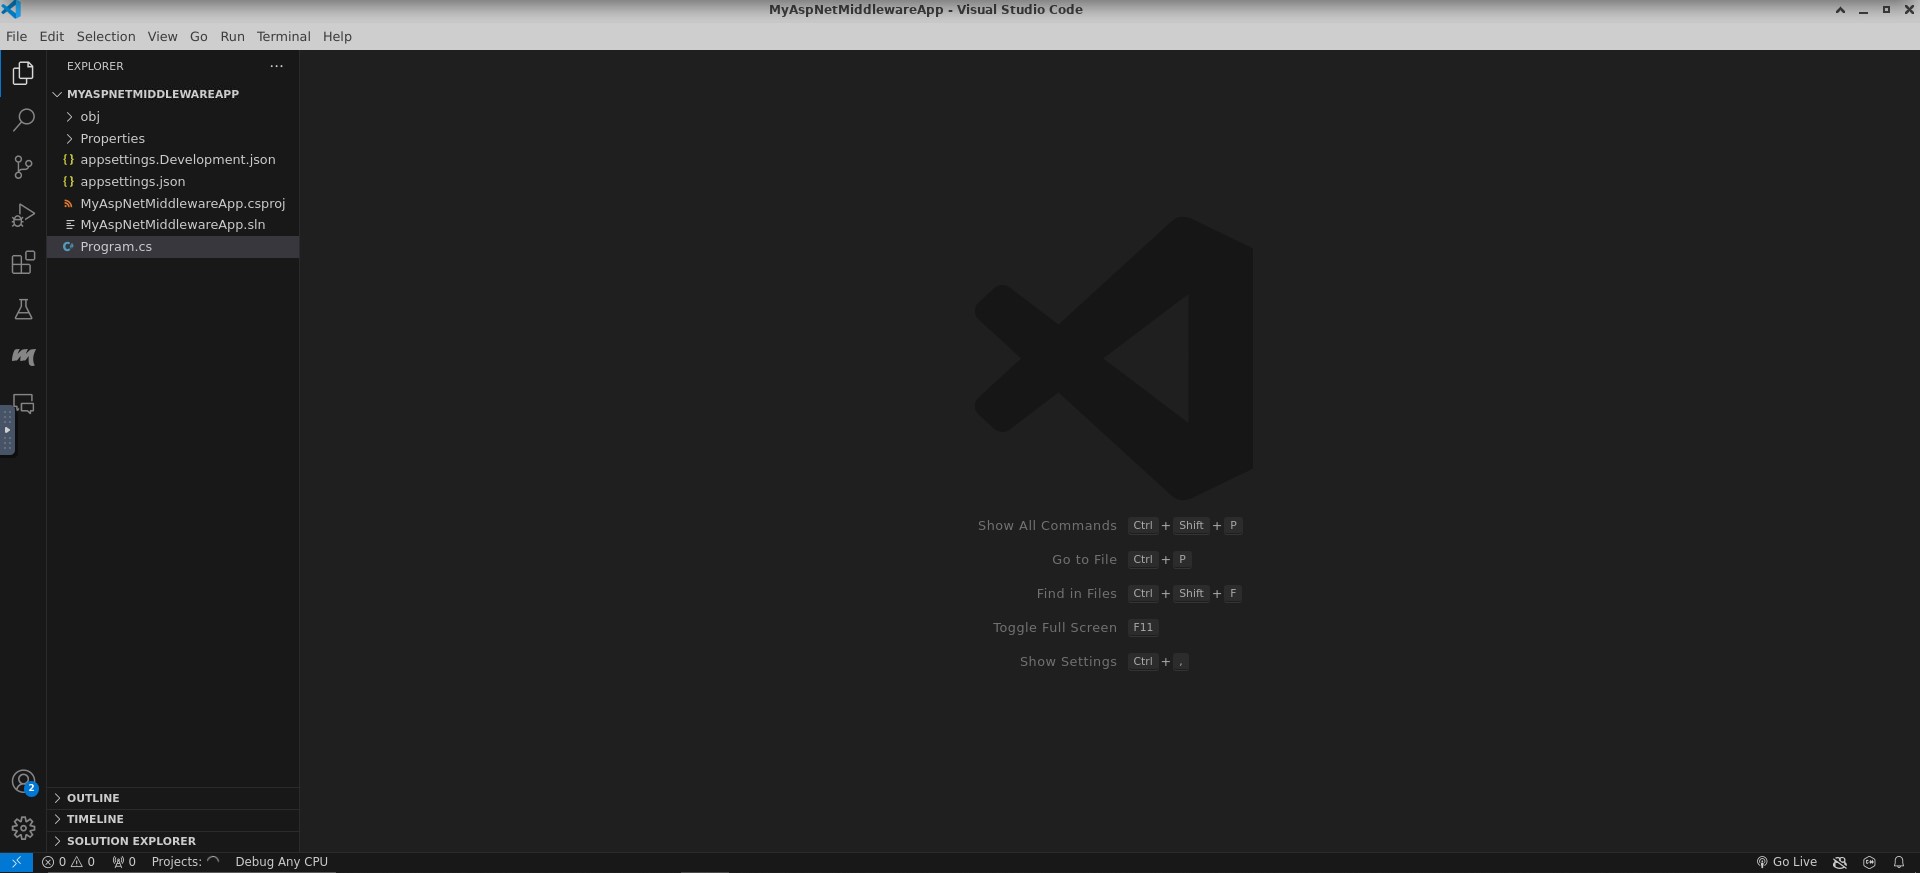 MyAspNetMiddlewareApp - Visual Studio Code
File Edit Selection View Go Run Terminal Help
EXPLORER
MYASPNETMIDDLEWAREAPP
obj
Properties
{} appsettings.Development.json
{} appsettings.json
MyAspNetMiddlewareApp.csproj
MyAspNetMiddlewareApp.sln
Program.cs
Show All Commands Ctrl + Shift + P
Go to File Ctrl + P
Find in Files Ctrl + Shift + F
Toggle Full Screen F11
Show Settings Ctrl + ,
2
OUTLINE
TIMELINE
SOLUTION EXPLORER
0 0 0 Projects: Debug Any CPU Go Live